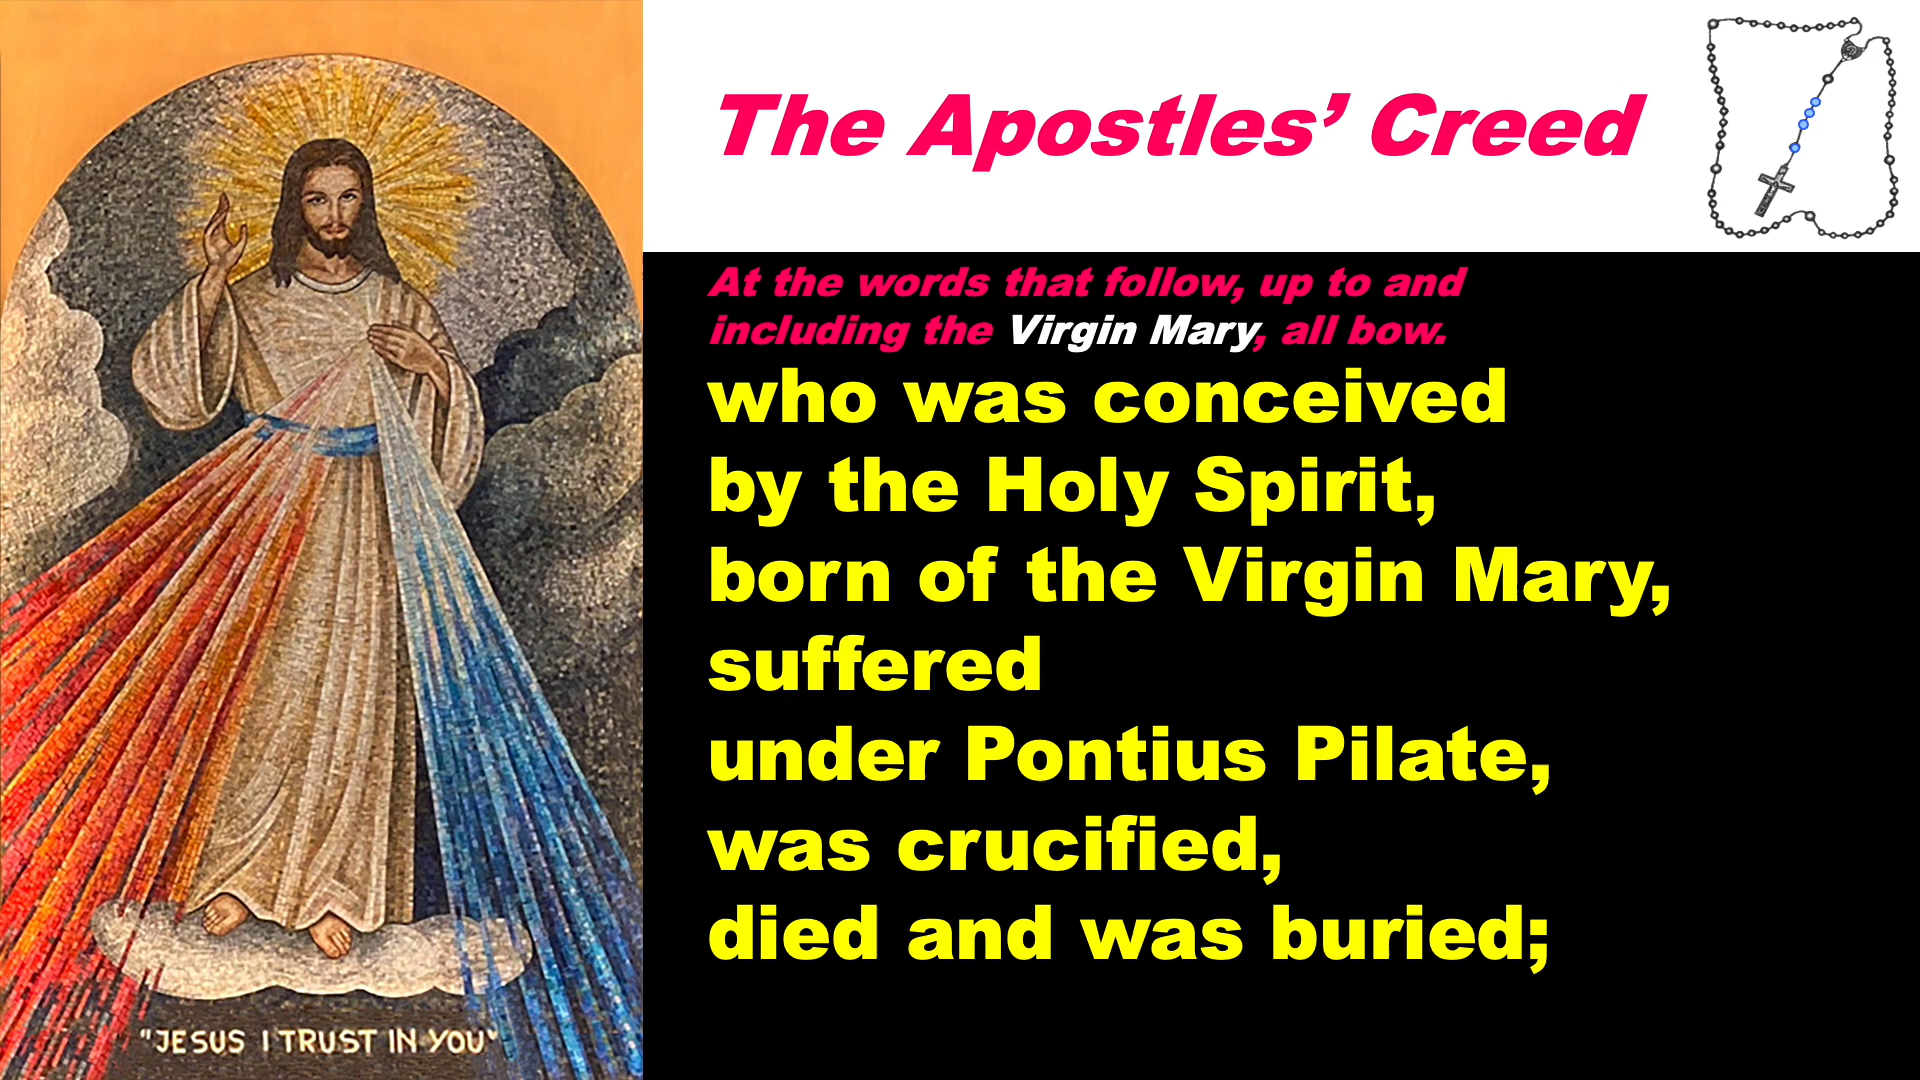 The Apostles’ Creed
At the words that follow, up to and
including the Virgin Mary, all bow.
who was conceived
by the Holy Spirit,
born of the Virgin Mary,
suffered
under Pontius Pilate,
was crucified,
died and was buried;
"JESUS I TRUST IN YOU"